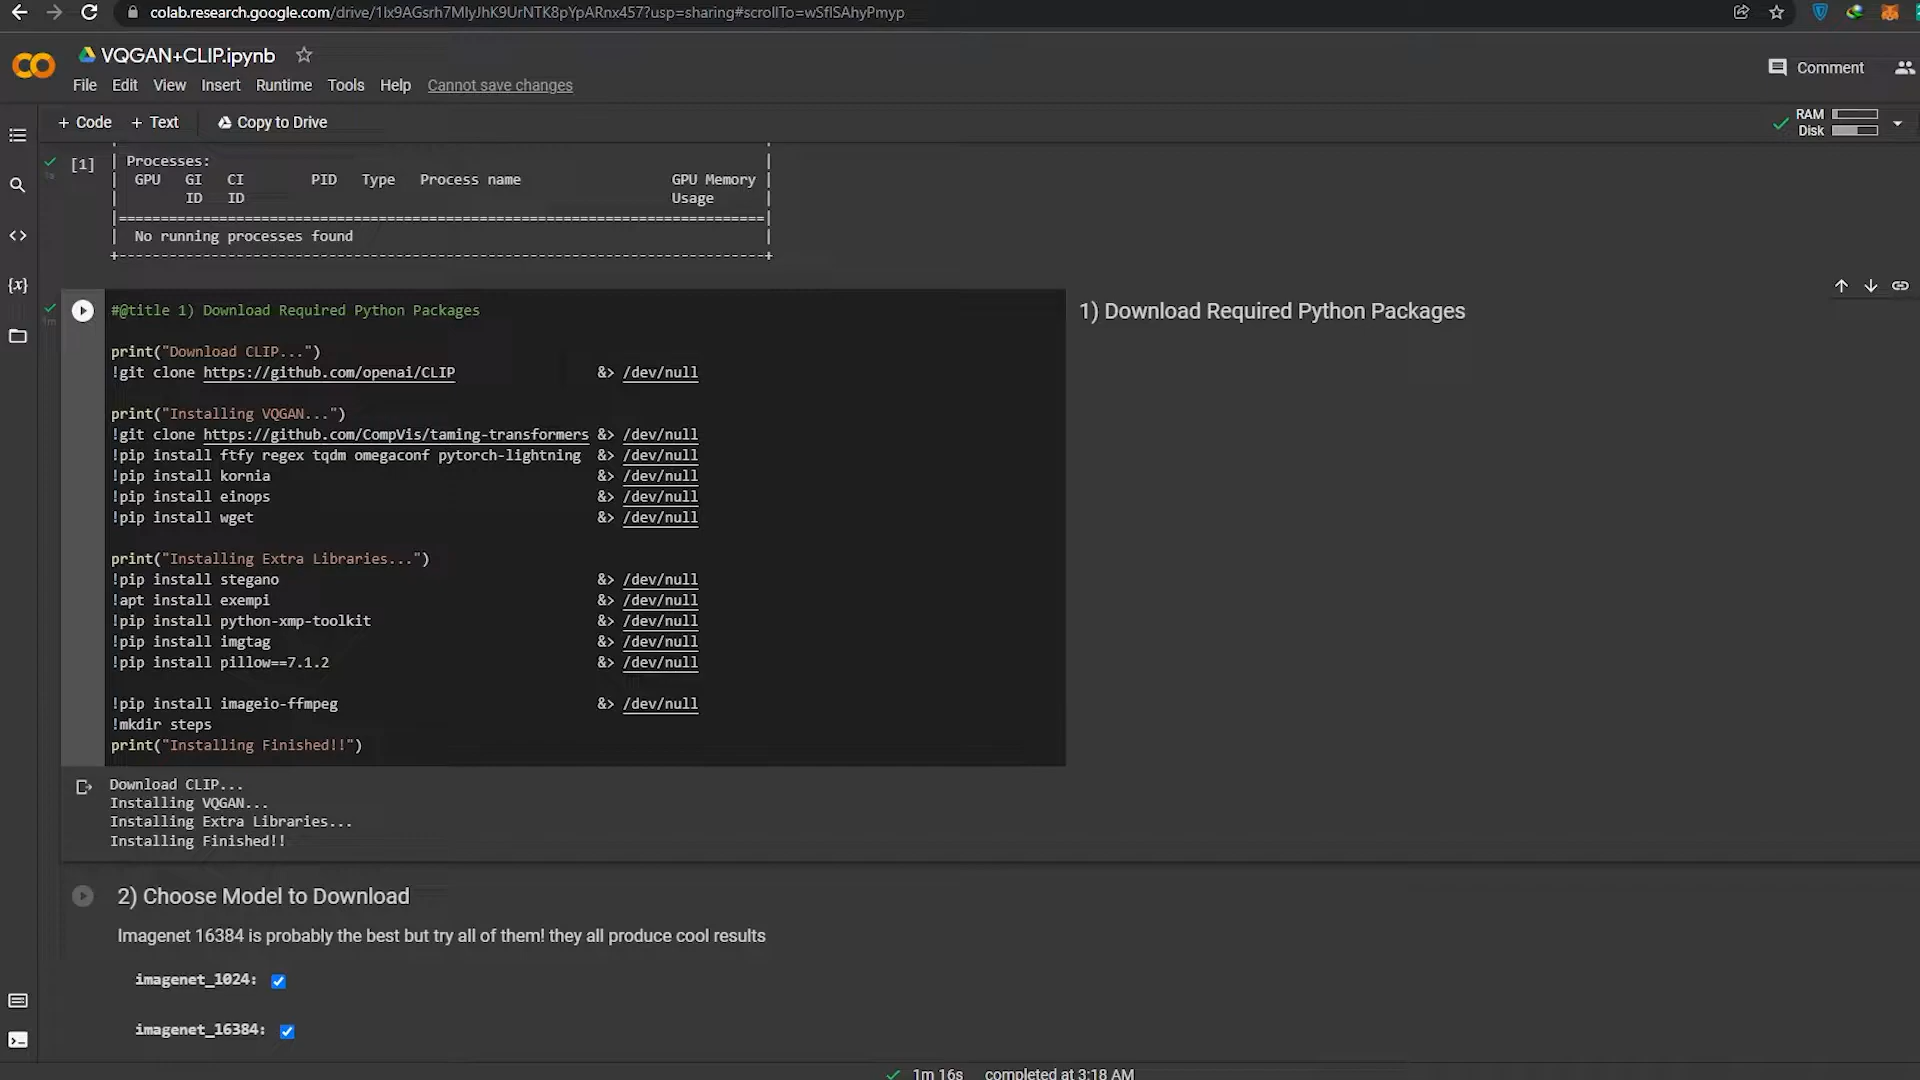 colab.research.google.com/drive/1lx9AGsrh7MlyJhK9UrNTK8pYpARnx457?usp=sharing#scrollTo=wSfISAhyPmyp
VQGAN+CLIP.ipynb
Comment
File Edit View Insert Runtime Tools Help Cannot save changes
+ Code + Text Copy to Drive
RAM
Disk
[1]
| Processes: |
| GPU GI CI PID Type Process name GPU Memory |
| ID ID Usage |
|=============================================================================|
| No running processes found |
+-----------------------------------------------------------------------------+
#@title 1) Download Required Python Packages
1) Download Required Python Packages
print("Download CLIP...")
!git clone https://github.com/openai/CLIP &> /dev/null
print("Installing VQGAN...")
!git clone https://github.com/CompVis/taming-transformers &> /dev/null
!pip install ftfy regex tqdm omegaconf pytorch-lightning &> /dev/null
!pip install kornia &> /dev/null
!pip install einops &> /dev/null
!pip install wget &> /dev/null
print("Installing Extra Libraries...")
!pip install stegano &> /dev/null
!apt install exempi &> /dev/null
!pip install python-xmp-toolkit &> /dev/null
!pip install imgtag &> /dev/null
!pip install pillow==7.1.2 &> /dev/null
!pip install imageio-ffmpeg &> /dev/null
!mkdir steps
print("Installing Finished!!")
Download CLIP...
Installing VQGAN...
Installing Extra Libraries...
Installing Finished!!
2) Choose Model to Download
Imagenet 16384 is probably the best but try all of them! they all produce cool results
imagenet_1024:
imagenet_16384:
1m 16s completed at 3:18 AM